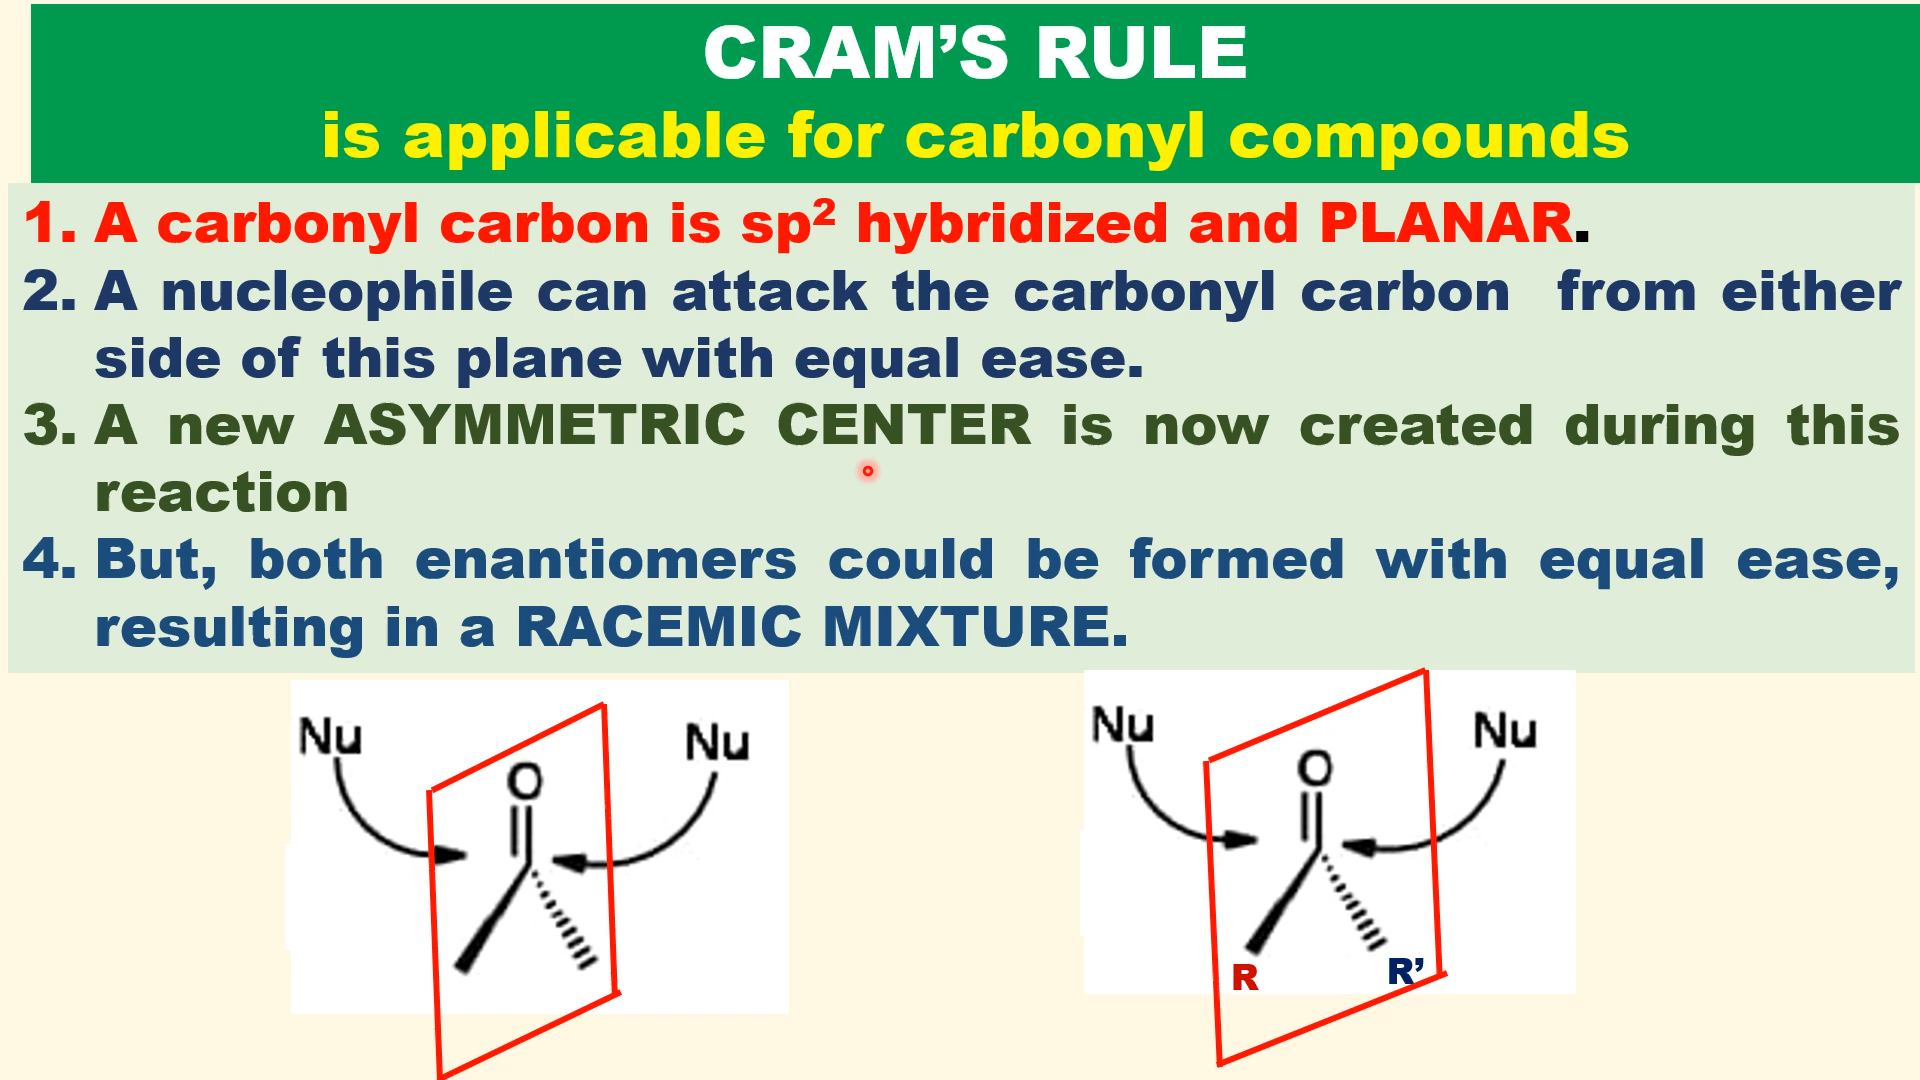 CRAM’S RULE
is applicable for carbonyl compounds
1. A carbonyl carbon is sp² hybridized and PLANAR.
2. A nucleophile can attack the carbonyl carbon from either
side of this plane with equal ease.
3. A new ASYMMETRIC CENTER is now created during this
reaction
4. But, both enantiomers could be formed with equal ease,
resulting in a RACEMIC MIXTURE.
Nu Nu
O
Nu Nu
O
R R’